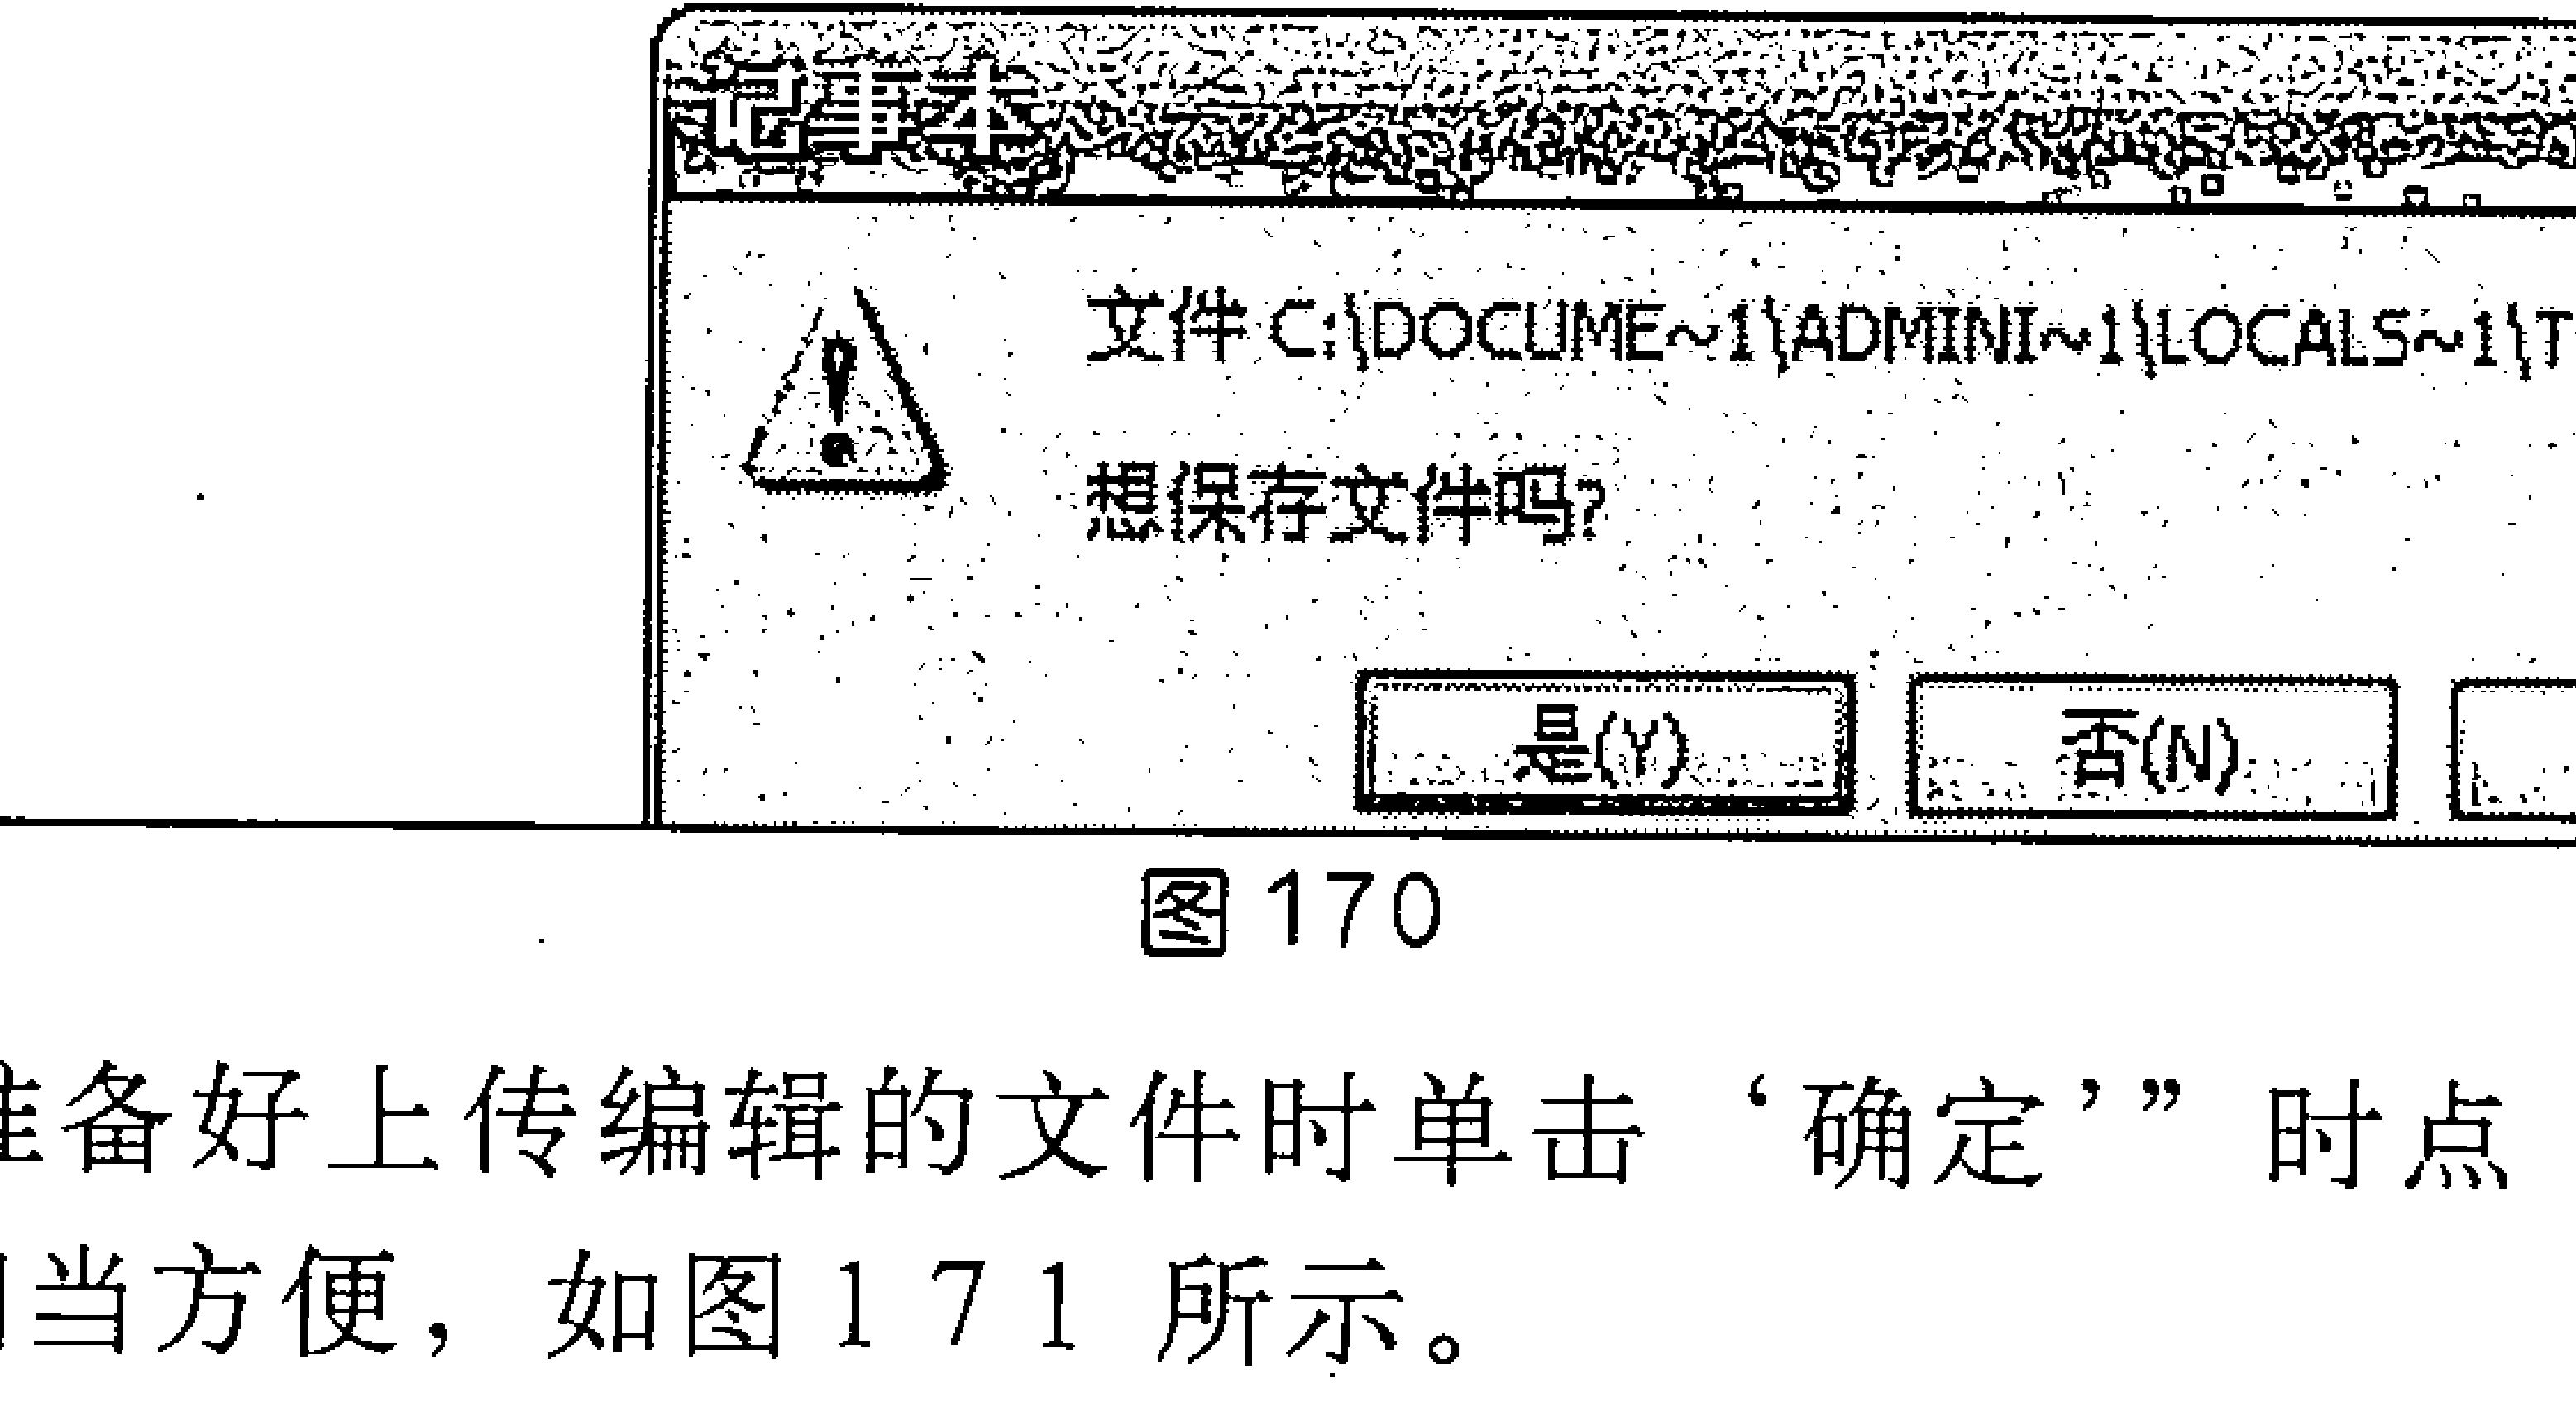 记事本
文件 C:\DOCUME~1\ADMINI~1\LOCALS~1\T
想保存文件吗?
是(Y) 否(N)
图 170
准备好上传编辑的文件时单击‘确定’”时点
当方便，如图171 所示。